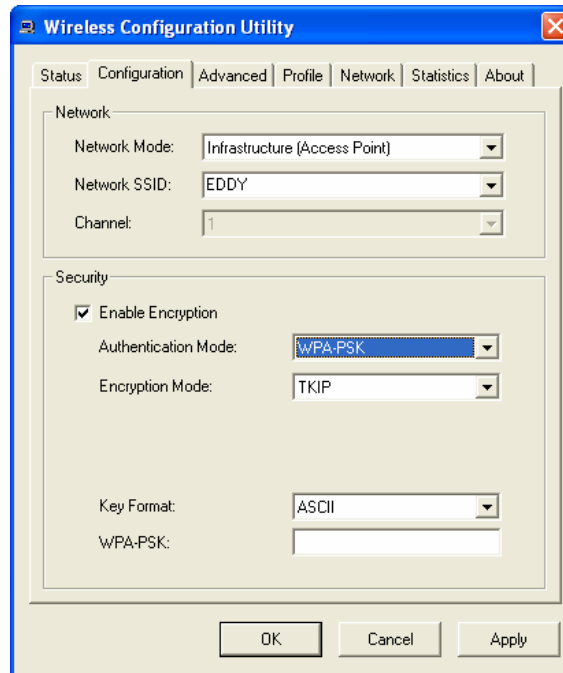 Wireless Configuration Utility
Status Configuration Advanced Profile Network Statistics About
Network
Network Mode: Infrastructure (Access Point)
Network SSID: EDDY
Channel: 1
Security
Enable Encryption
Authentication Mode: WPA-PSK
Encryption Mode: TKIP
Key Format: ASCII
WPA-PSK:
OK Cancel Apply